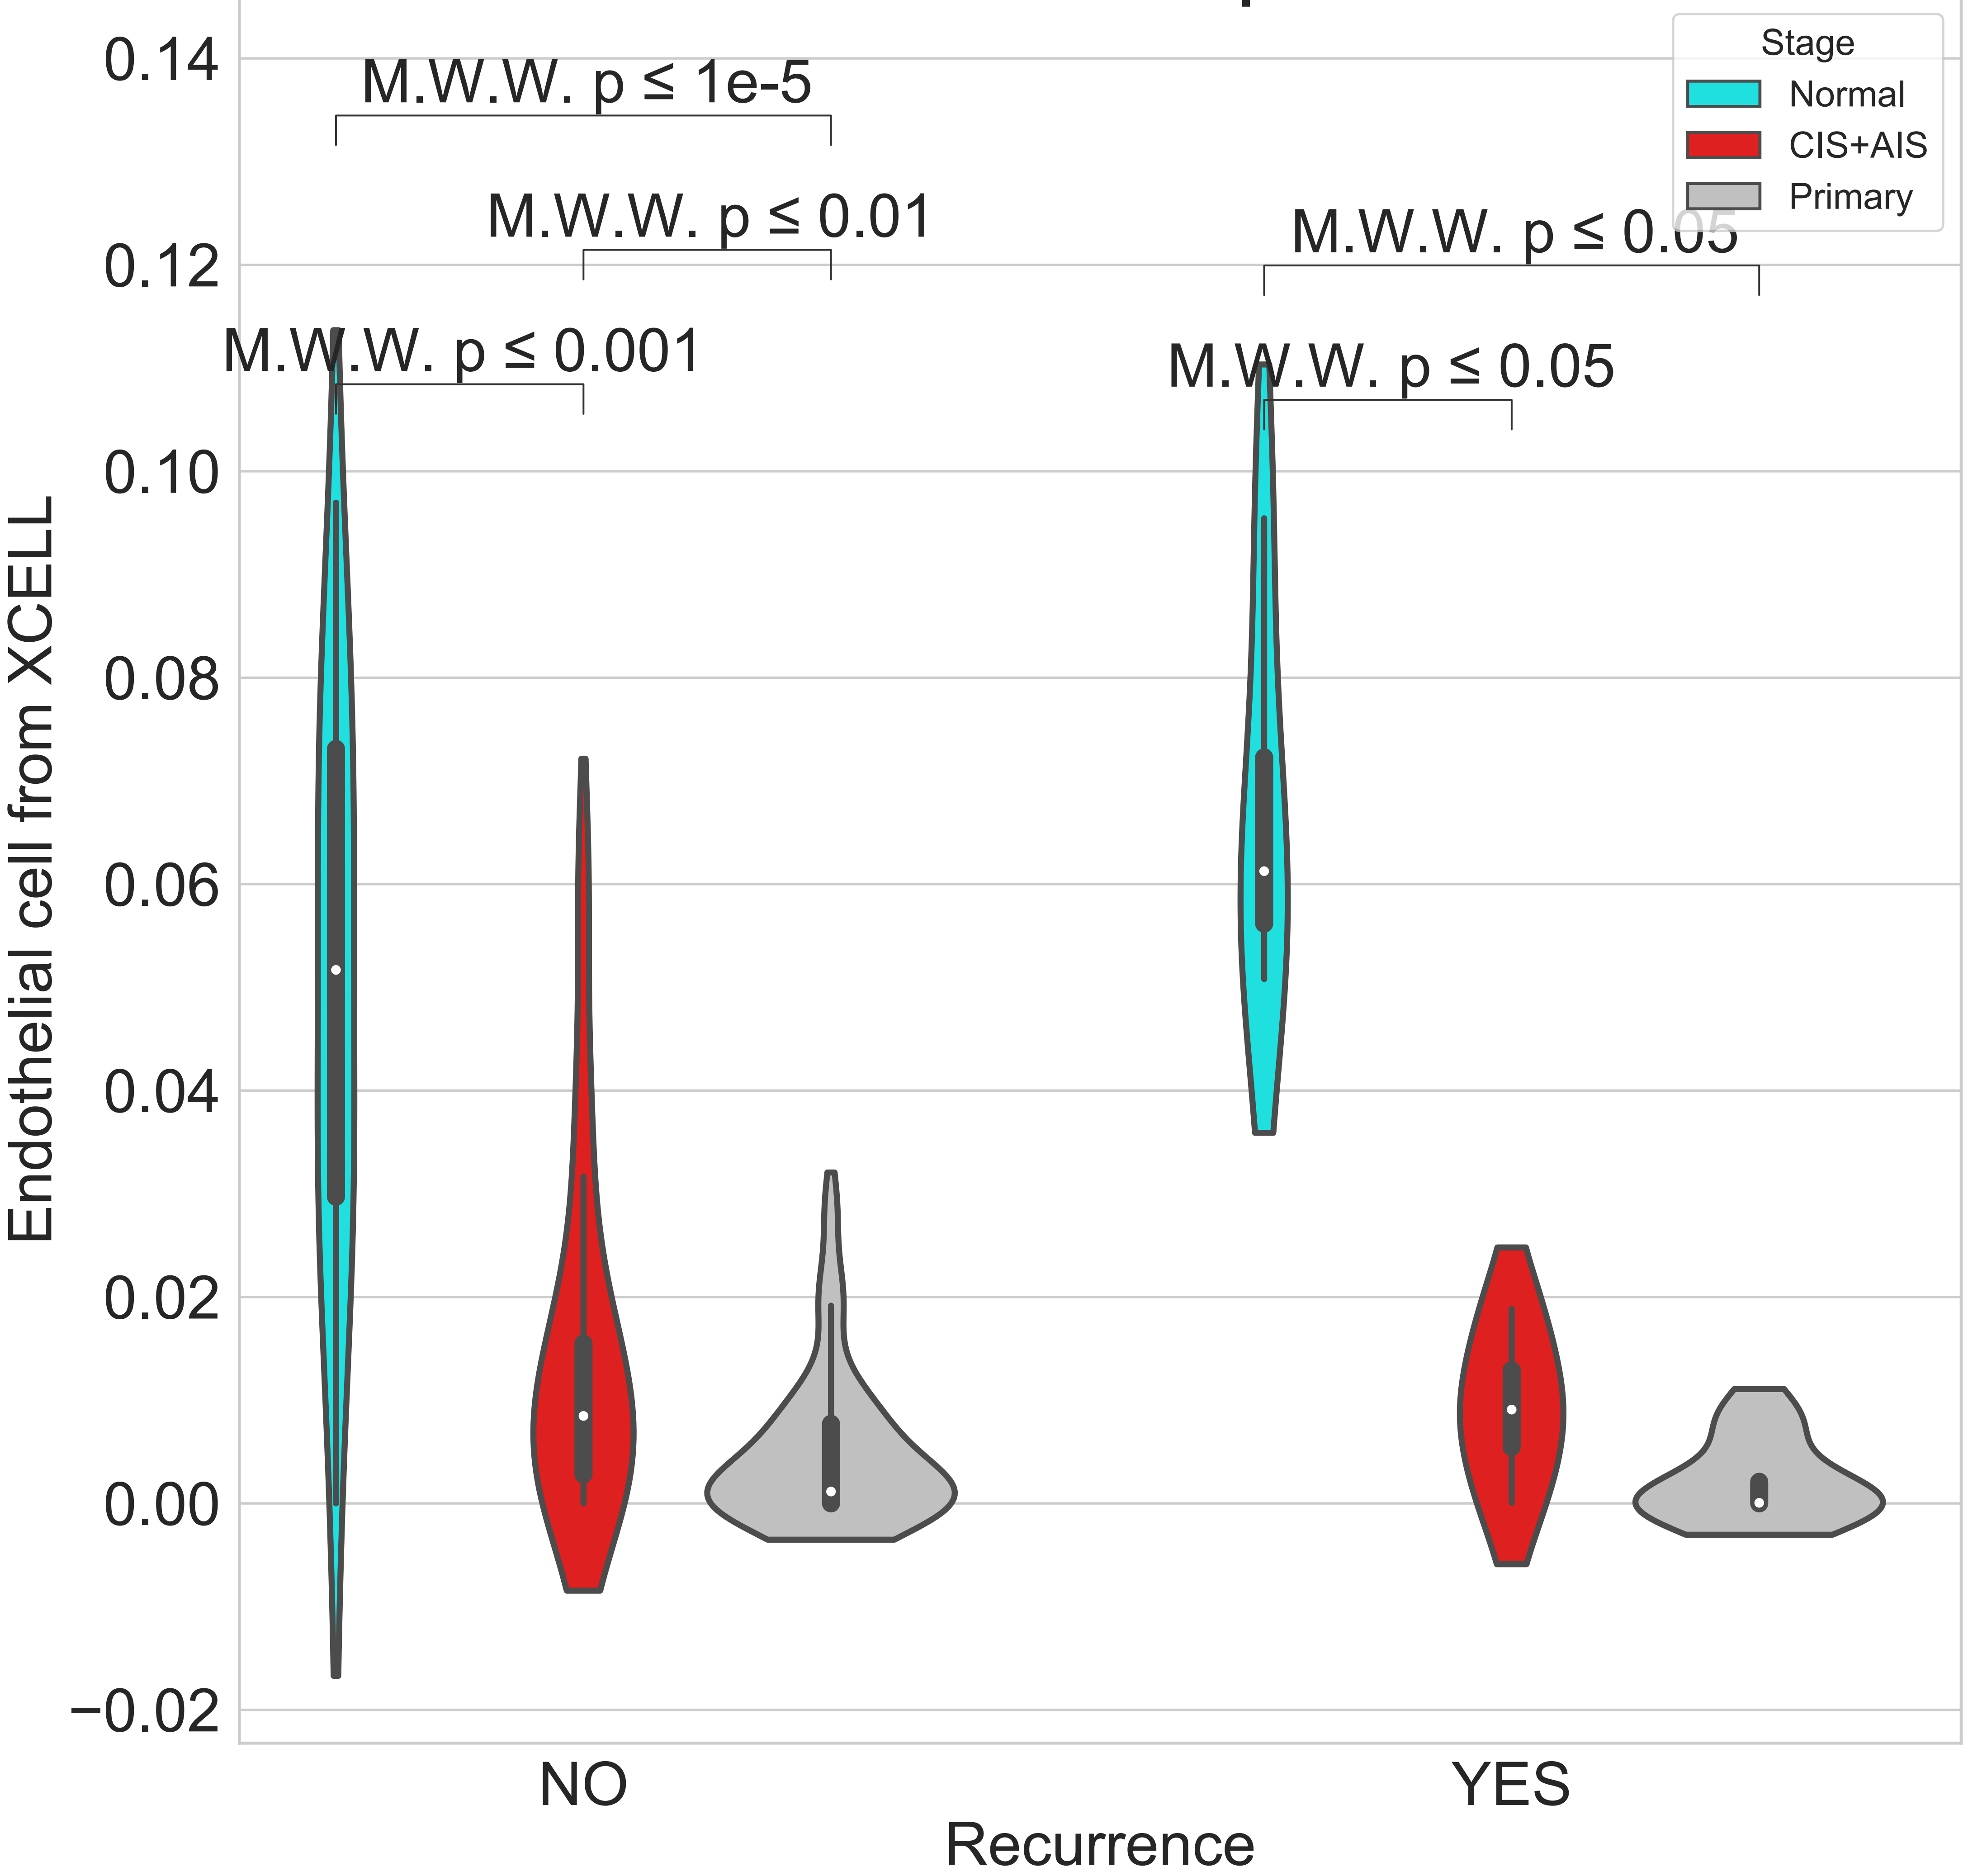 0.14
0.12
0.10
0.08
0.06
0.04
0.02
0.00
−0.02
Endothelial cell from XCELL
M.W.W. p ≤ 1e-5
M.W.W. p ≤ 0.01
M.W.W. p ≤ 0.001
M.W.W. p ≤ 0.05
M.W.W. p ≤ 0.05
Stage
Normal
CIS+AIS
Primary
NO
YES
Recurrence